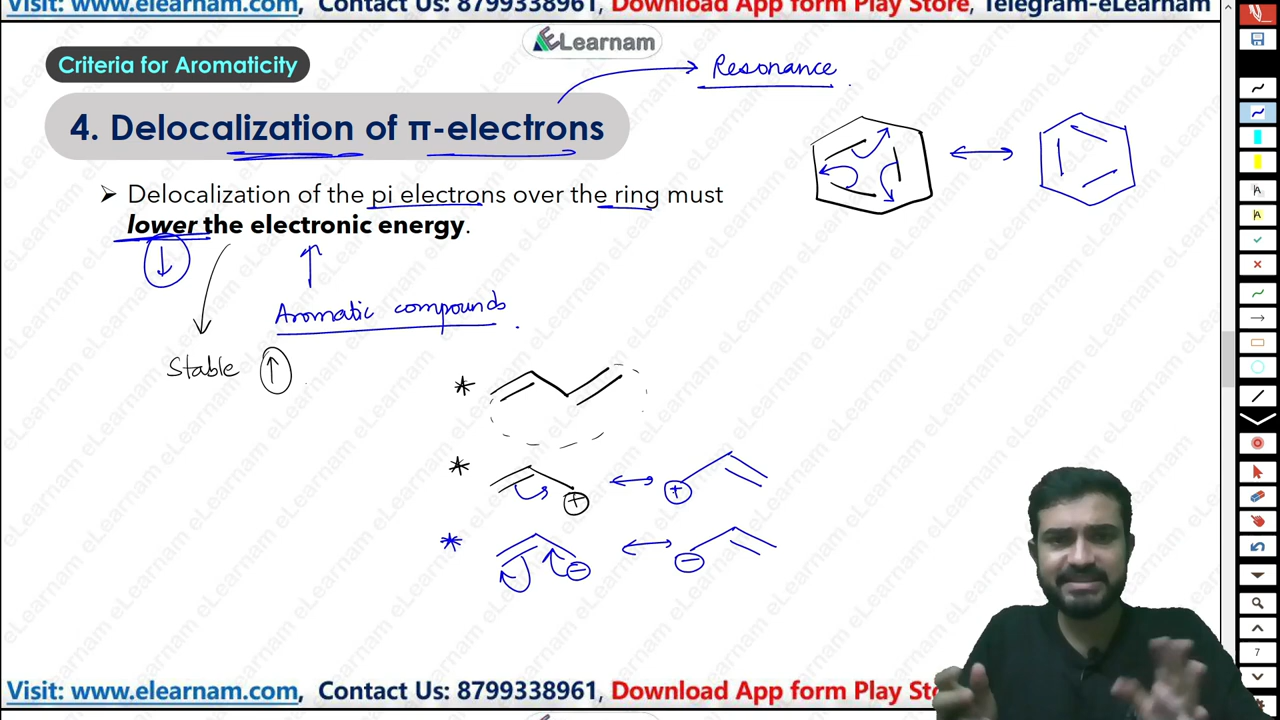 Visit: www.elearnam.com, Contact Us: 8799338961, Download App form Play Store, Telegram-eLearnam
ELearnam
Criteria for Aromaticity
Resonance
4. Delocalization of π-electrons
➢ Delocalization of the pi electrons over the ring must
lower the electronic energy.
↓
↑
Aromatic compounds.
Stable ↑
*
*
+
+
*
−
−
7
Visit: www.elearnam.com, Contact Us: 8799338961, Download App form Play Sto